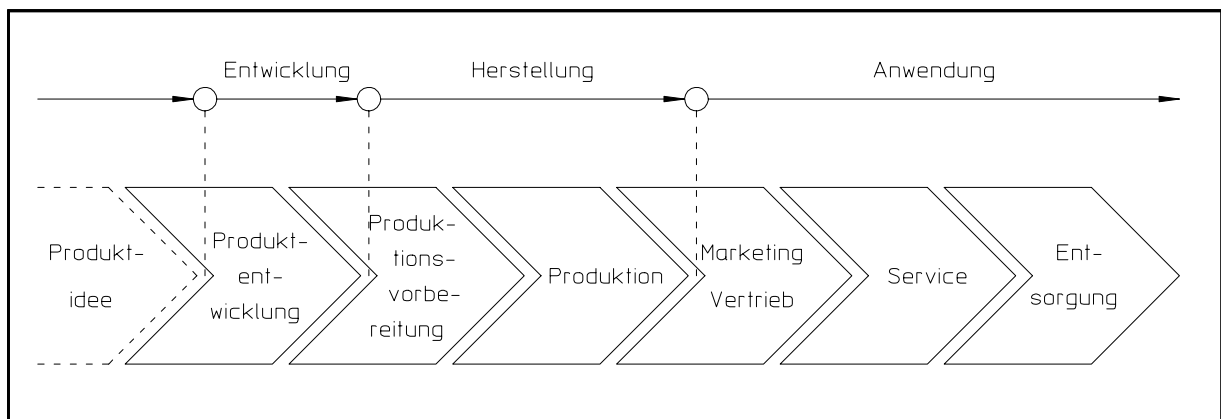 Entwicklung
Herstellung
Anwendung
Produkt-
idee
Produkt-
ent-
wicklung
Produk-
tions-
vorbe-
reitung
Produktion
Marketing
Vertrieb
Service
Ent-
sorgung